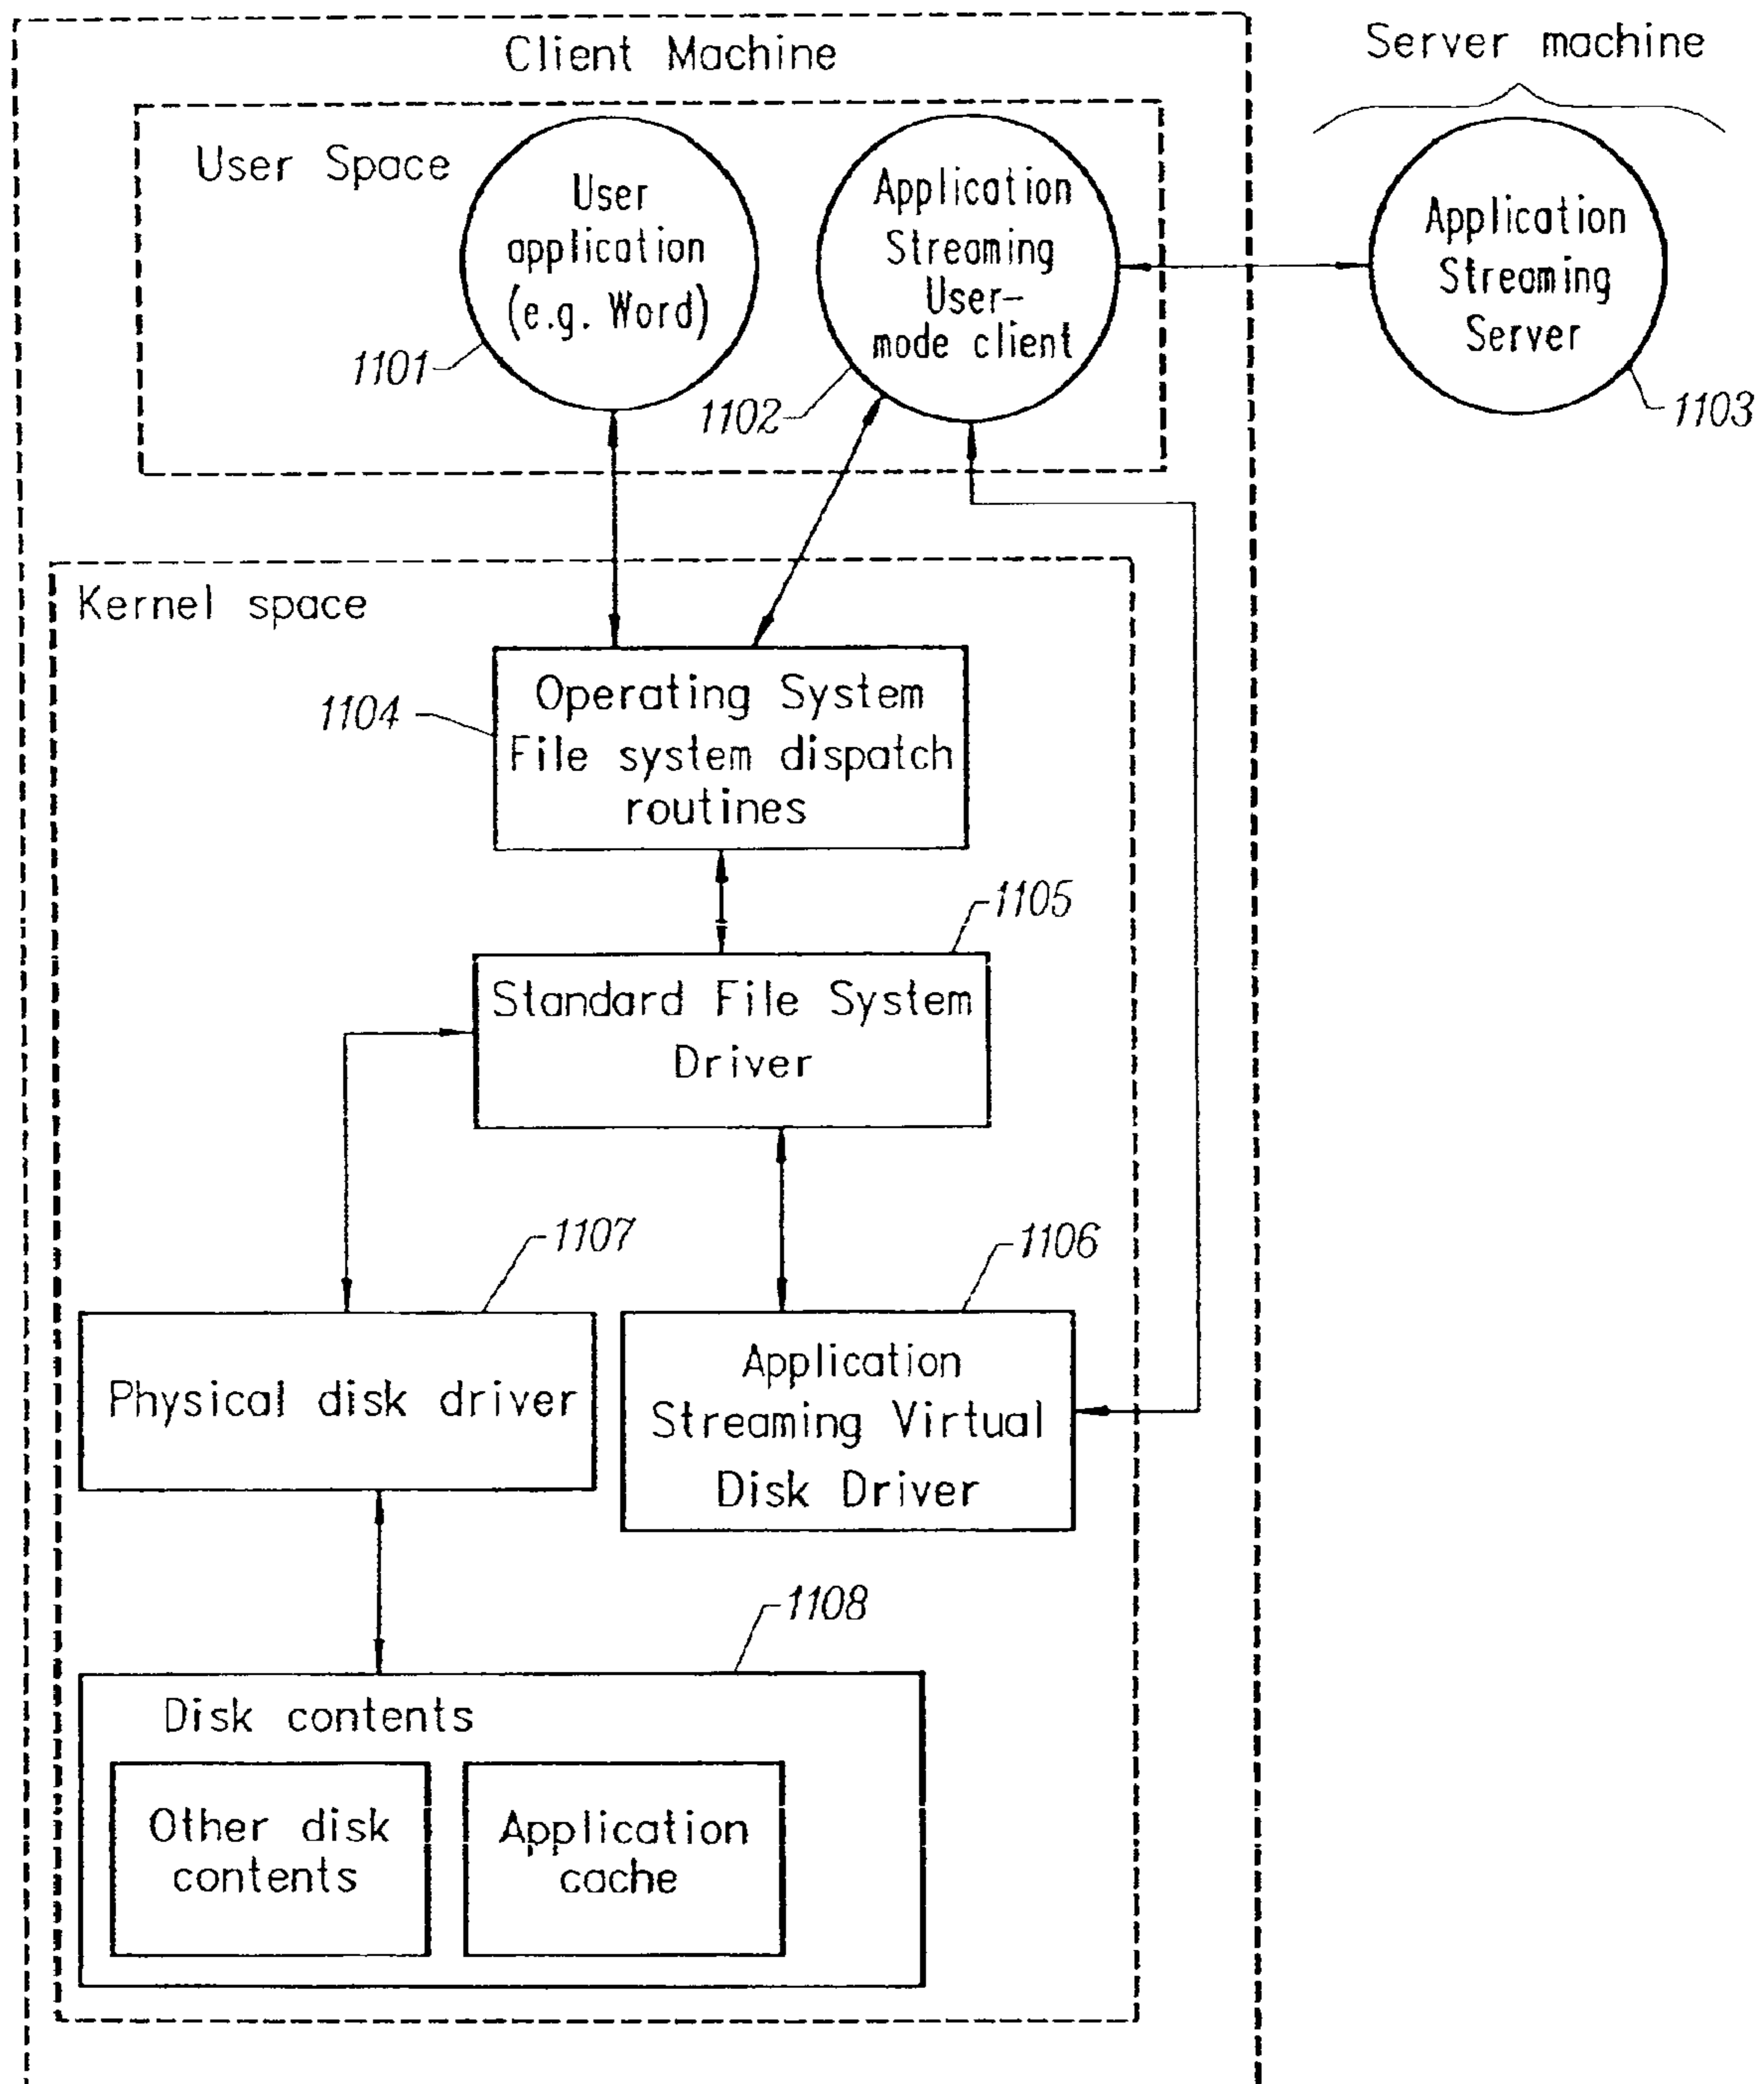 Client Machine
Server machine
User Space
User
application
(e.g. Word)
1101
Application
Streaming
User-
mode client
1102
Application
Streaming
Server
1103
Kernel space
Operating System
File system dispatch
routines
1104
1105
Standard File System
Driver
1107
1106
Physical disk driver
Application
Streaming Virtual
Disk Driver
1108
Disk contents
Other disk
contents
Application
cache